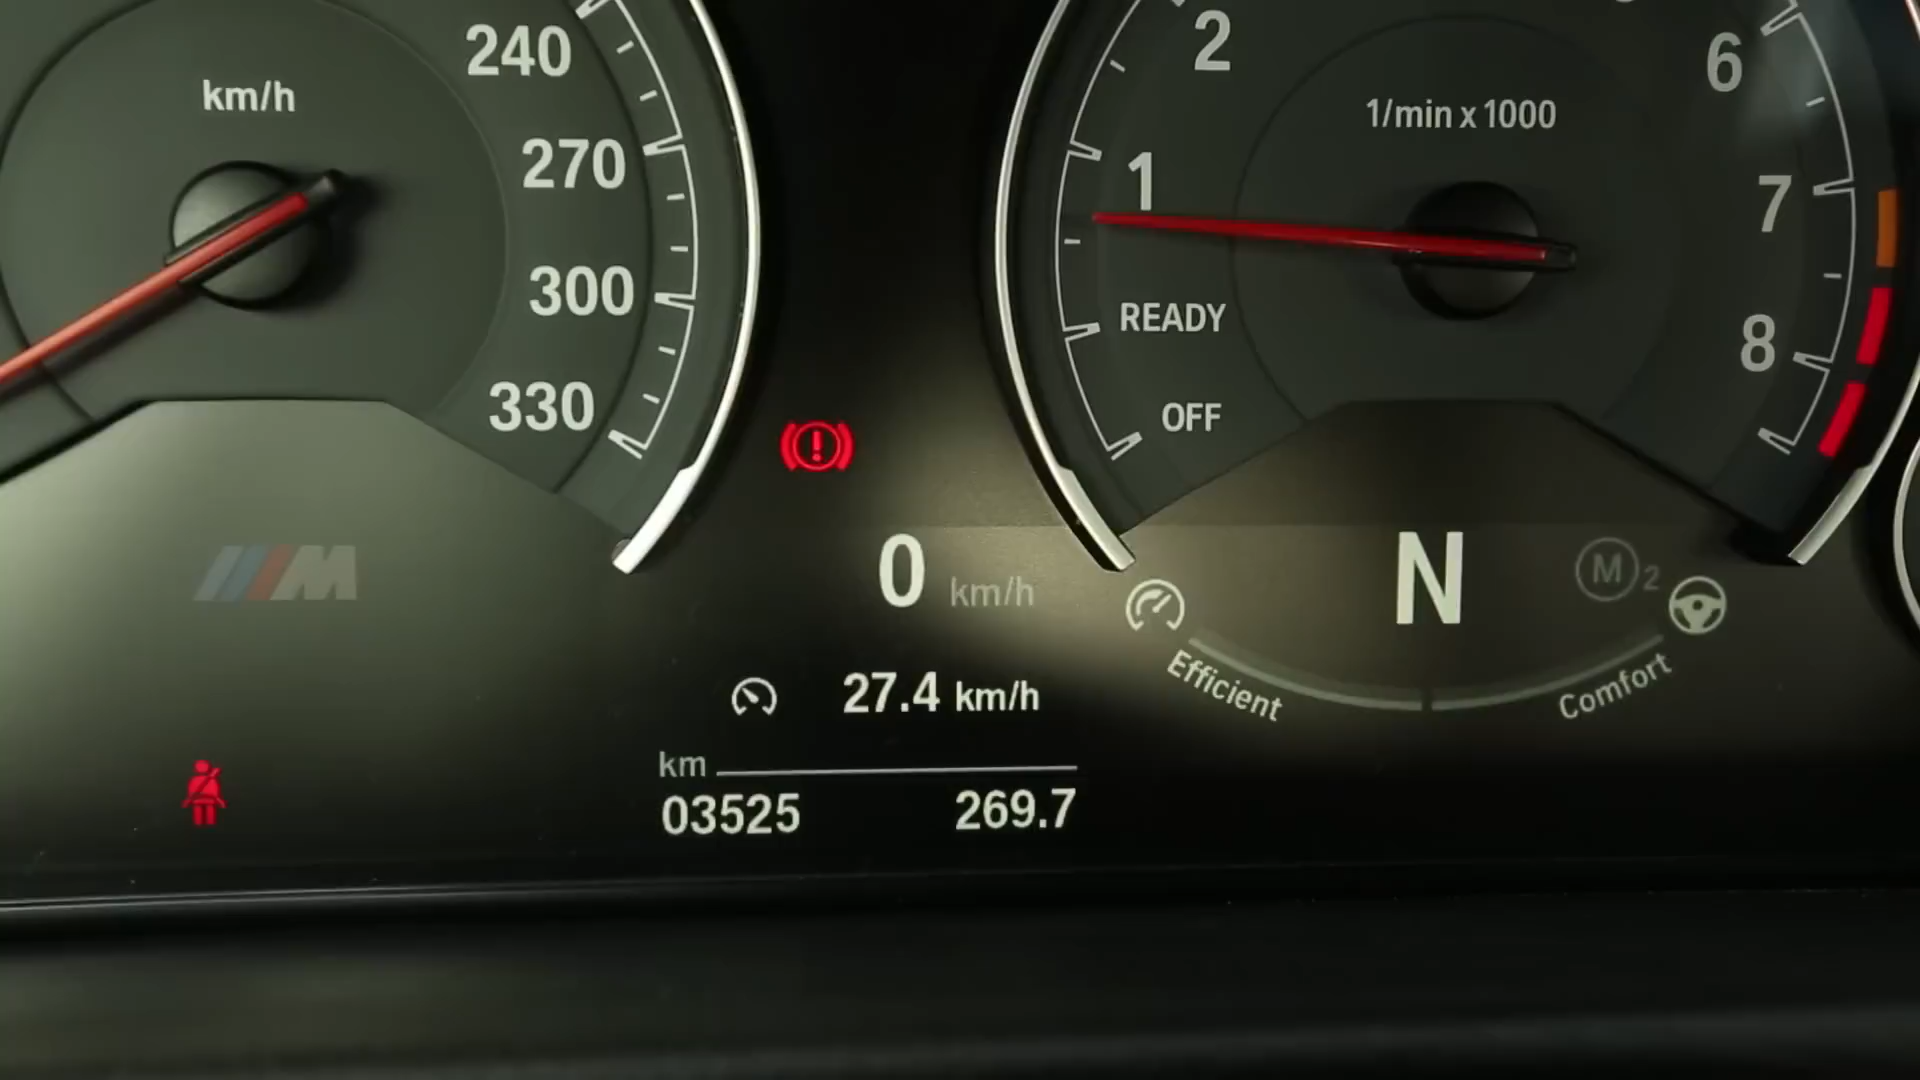 240
270
300
330
km/h
2
1
READY
OFF
1/min x 1000
6
7
8
M
0 km/h
27.4 km/h
km
03525 269.7
N
M 2
Efficient
Comfort